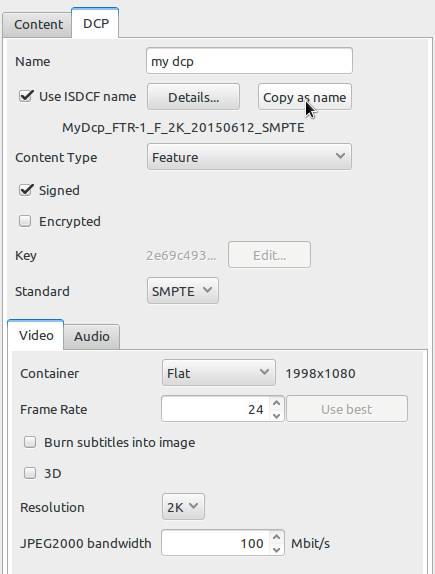 Content DCP
Name my dcp
Use ISDCF name Details... Copy as name
MyDcp_FTR-1_F_2K_20150612_SMPTE
Content Type Feature
Signed
Encrypted
Key 2e69c493... Edit...
Standard SMPTE
Video Audio
Container Flat 1998x1080
Frame Rate 24 Use best
Burn subtitles into image
3D
Resolution 2K
JPEG2000 bandwidth 100 Mbit/s